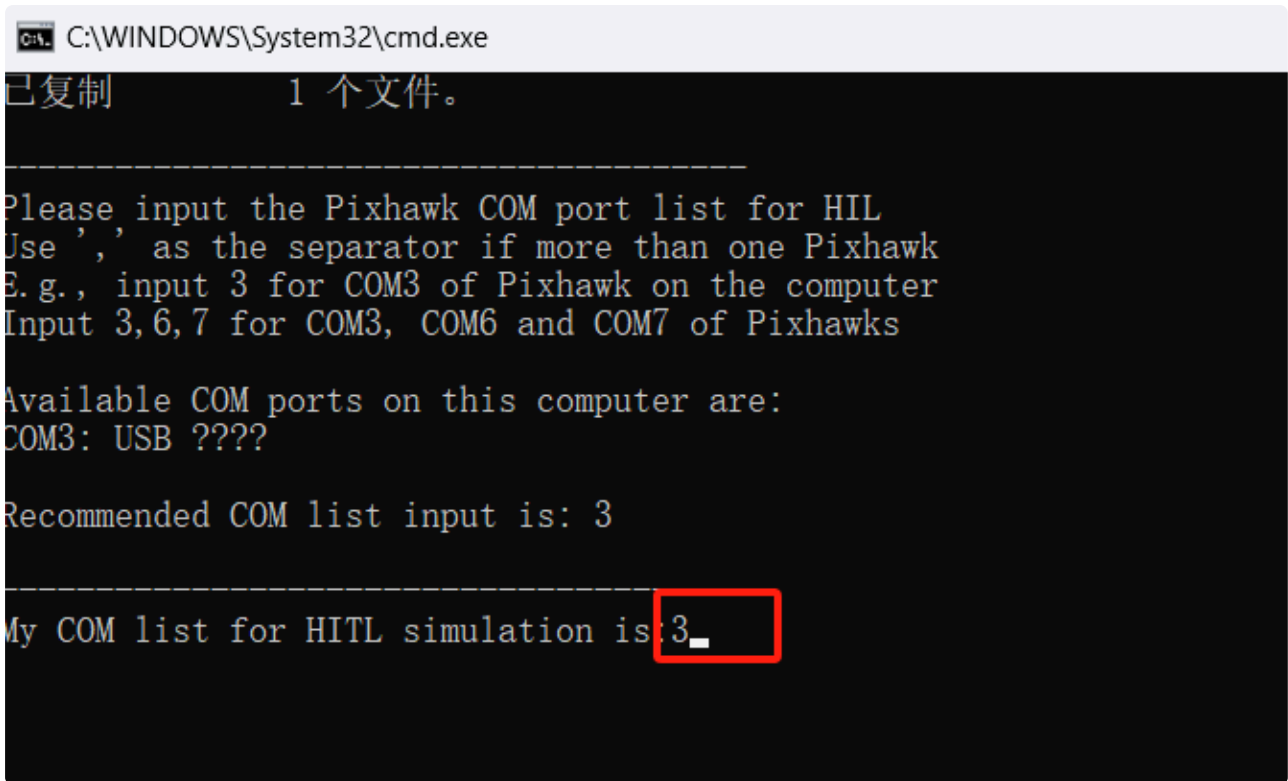 C:\WINDOWS\System32\cmd.exe
已复制         1 个文件。
---------------------------------------
Please input the Pixhawk COM port list for HIL
Use ',' as the separator if more than one Pixhawk
E.g., input 3 for COM3 of Pixhawk on the computer
Input 3,6,7 for COM3, COM6 and COM7 of Pixhawks
Available COM ports on this computer are:
COM3: USB ????
Recommended COM list input is: 3
-----------------------------------
My COM list for HITL simulation is:3